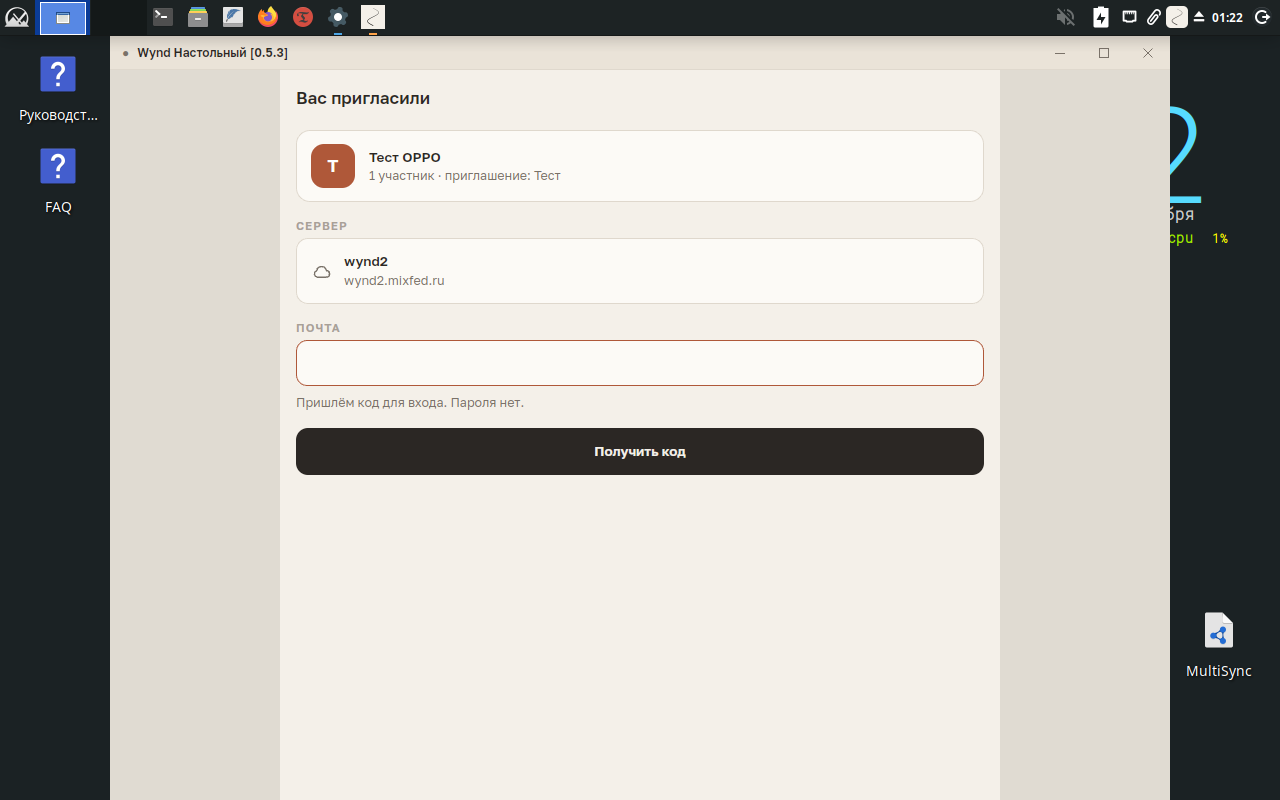 01:22
Wynd Настольный [0.5.3]
Руководст...
FAQ
Вас пригласили
Т
Тест OPPO
1 участник · приглашение: Тест
СЕРВЕР
wynd2
wynd2.mixfed.ru
ПОЧТА
Пришлём код для входа. Пароля нет.
Получить код
2
бря
cpu 1%
MultiSync